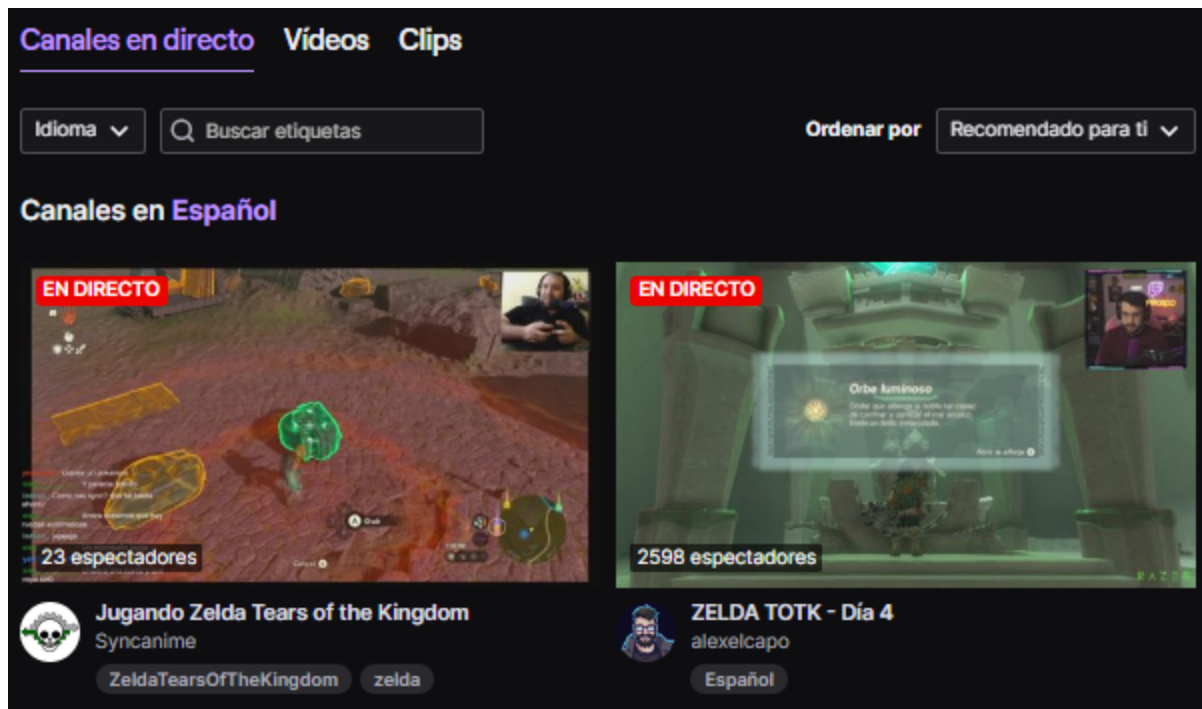 Canales en directo Vídeos Clips
Idioma Buscar etiquetas Ordenar por Recomendado para ti
Canales en Español
EN DIRECTO
23 espectadores
Jugando Zelda Tears of the Kingdom
Syncanime
ZeldaTearsOfTheKingdom zelda
EN DIRECTO
Orbe luminoso
2598 espectadores
RAZER
ZELDA TOTK - Día 4
alexelcapo
Español